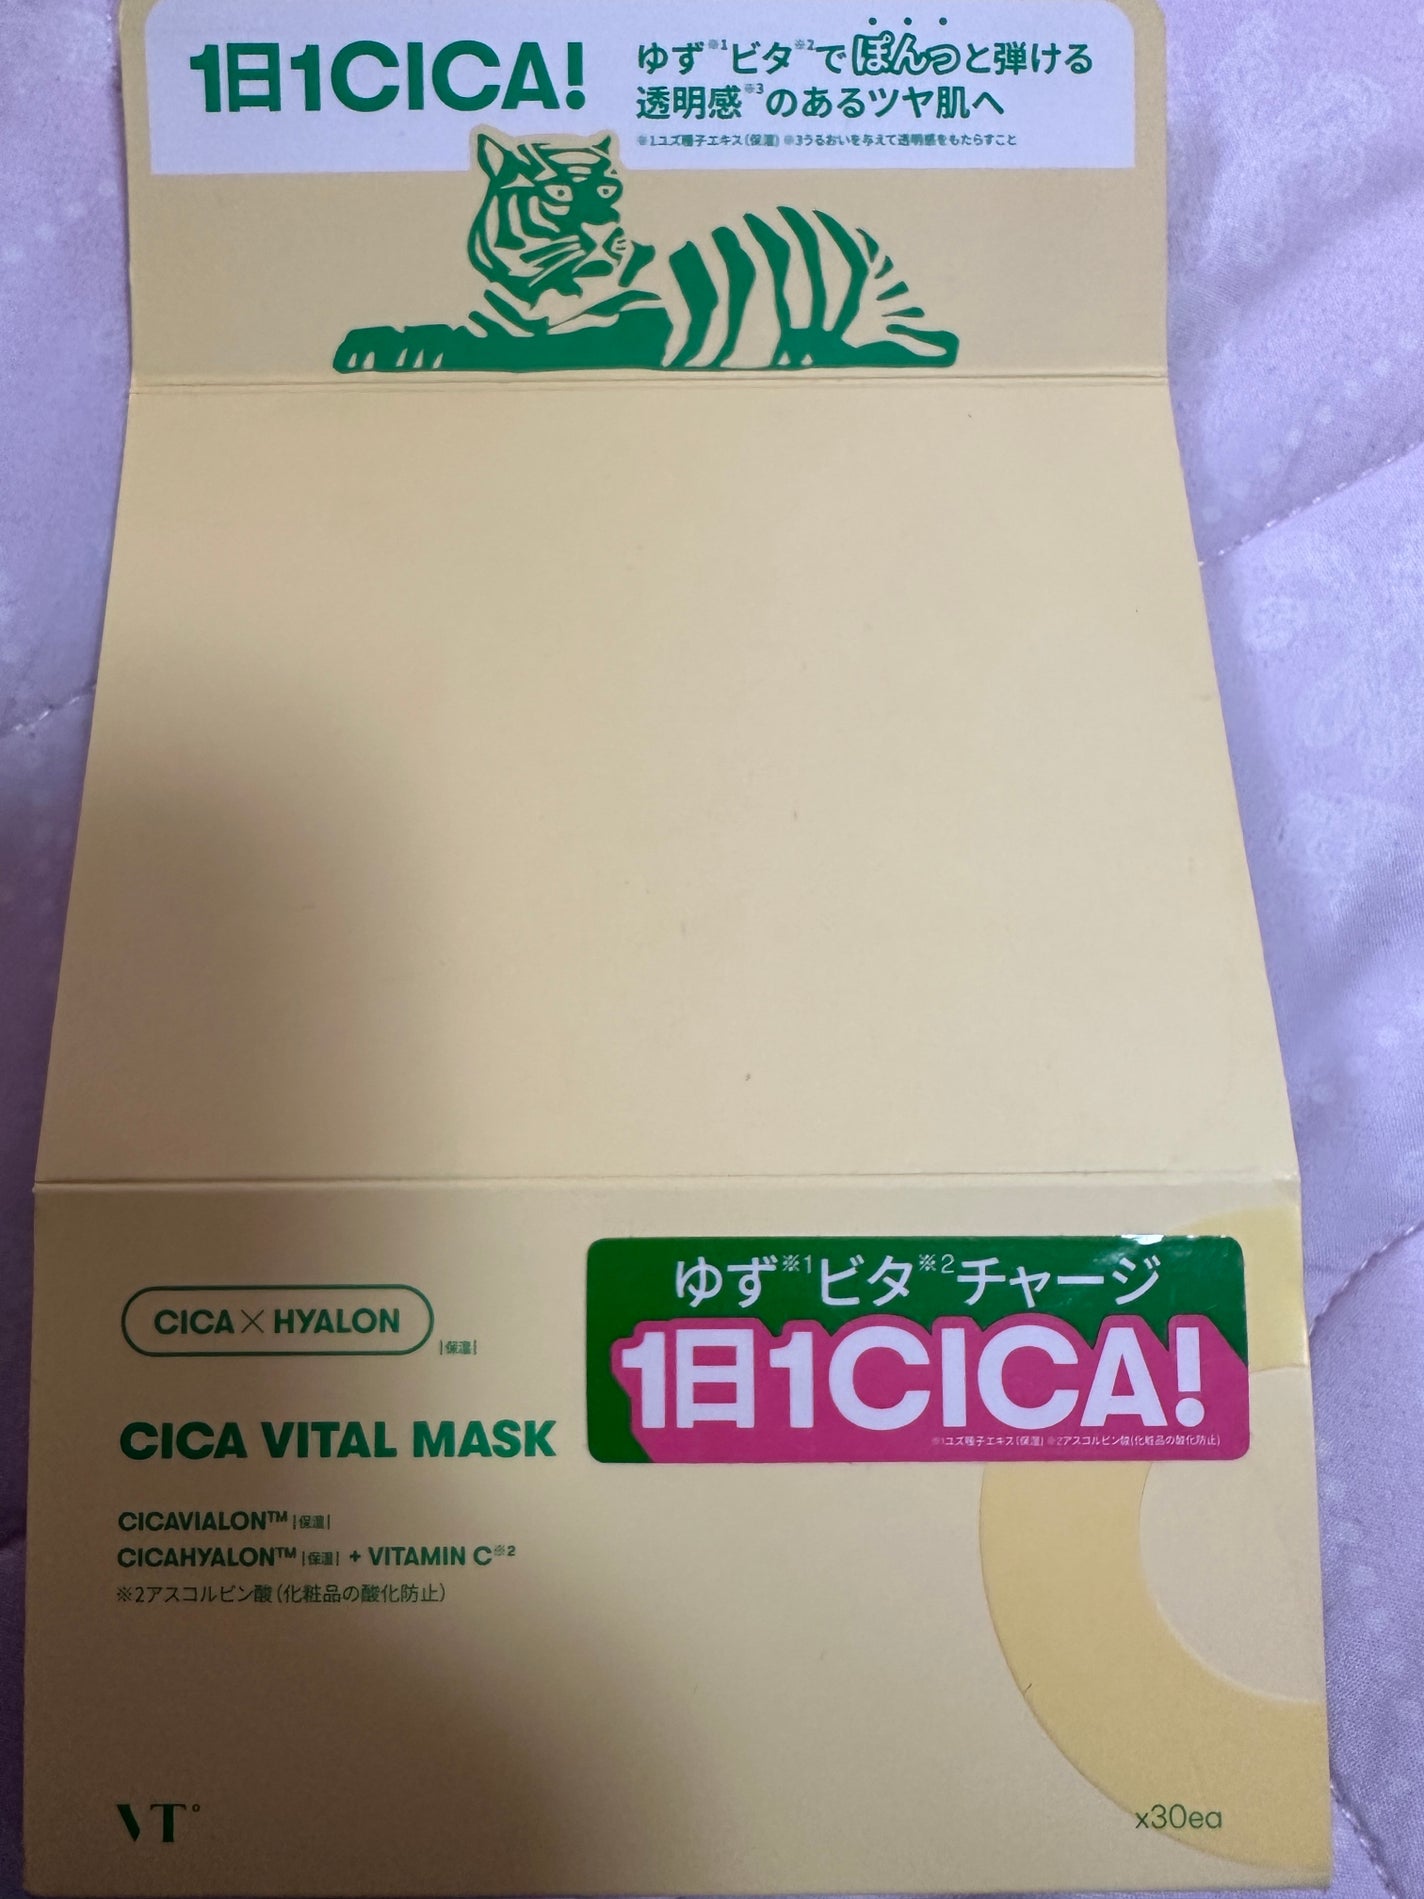 1日1CICA!
ゆず※1ビタ※2でぽんっと弾ける
透明感※3のあるツヤ肌へ
※1ユズ種子エキス(保湿) ※3うるおいを与えて透明感をもたらすこと
ゆず※1ビタ※2チャージ
1日1CICA!
※1ユズ種子エキス(保湿) ※2アスコルビン酸(化粧品の酸化防止)
CICA×HYALON |保湿|
CICA VITAL MASK
CICAVIALON™ |保湿|
CICAHYALON™ |保湿| + VITAMIN C※2
※2アスコルビン酸(化粧品の酸化防止)
VT°
x30ea